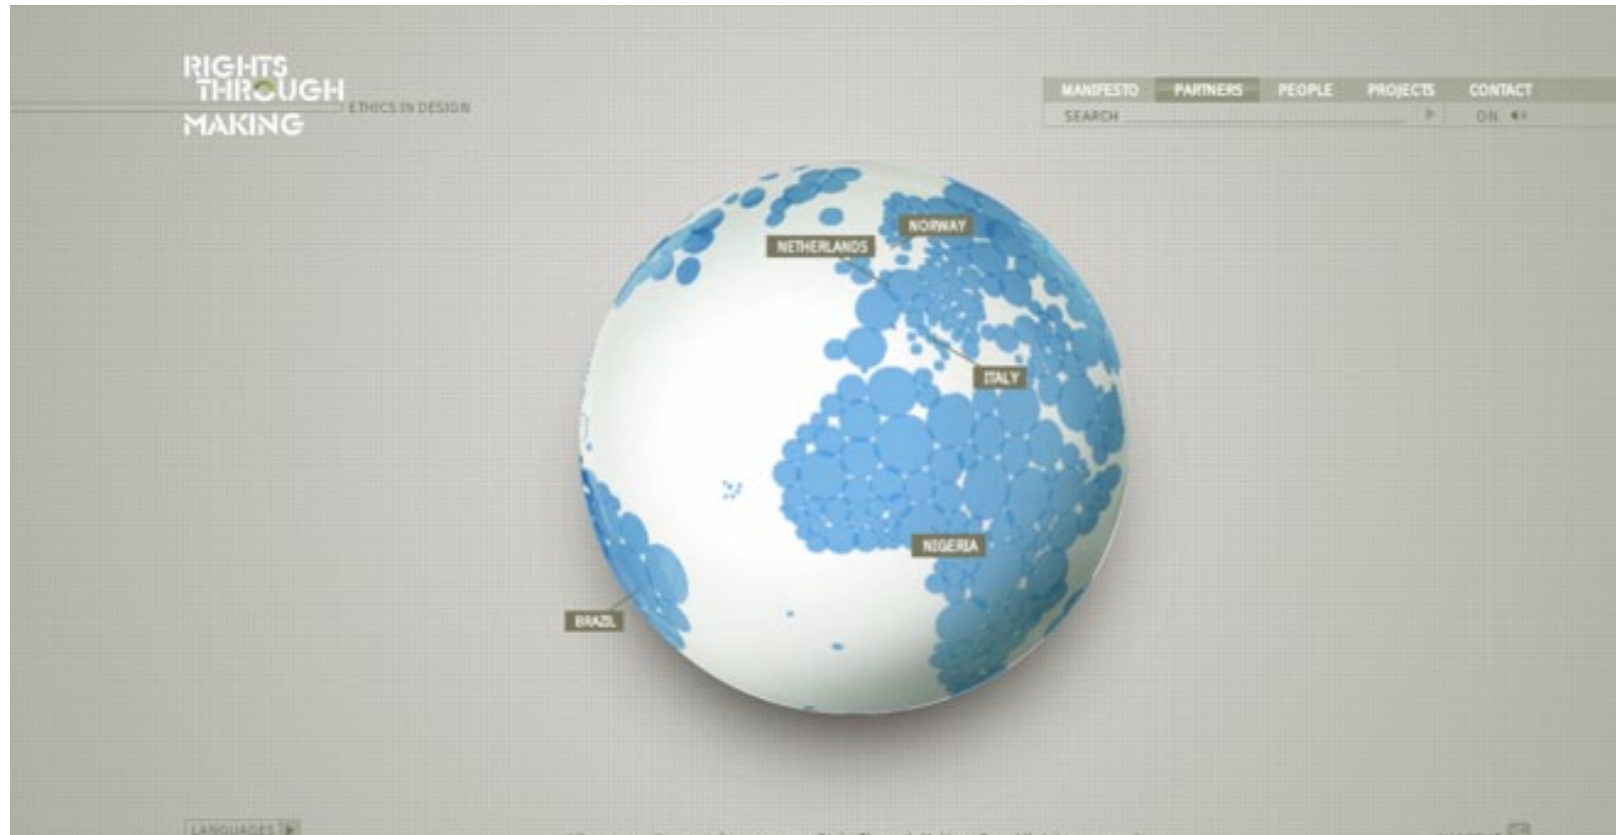 RIGHTS
THROUGH
ETHICS IN DESIGN
MAKING
MANIFESTO PARTNERS PEOPLE PROJECTS CONTACT
SEARCH ON
NORWAY
NETHERLANDS
ITALY
NIGERIA
BRAZIL
LANGUAGES